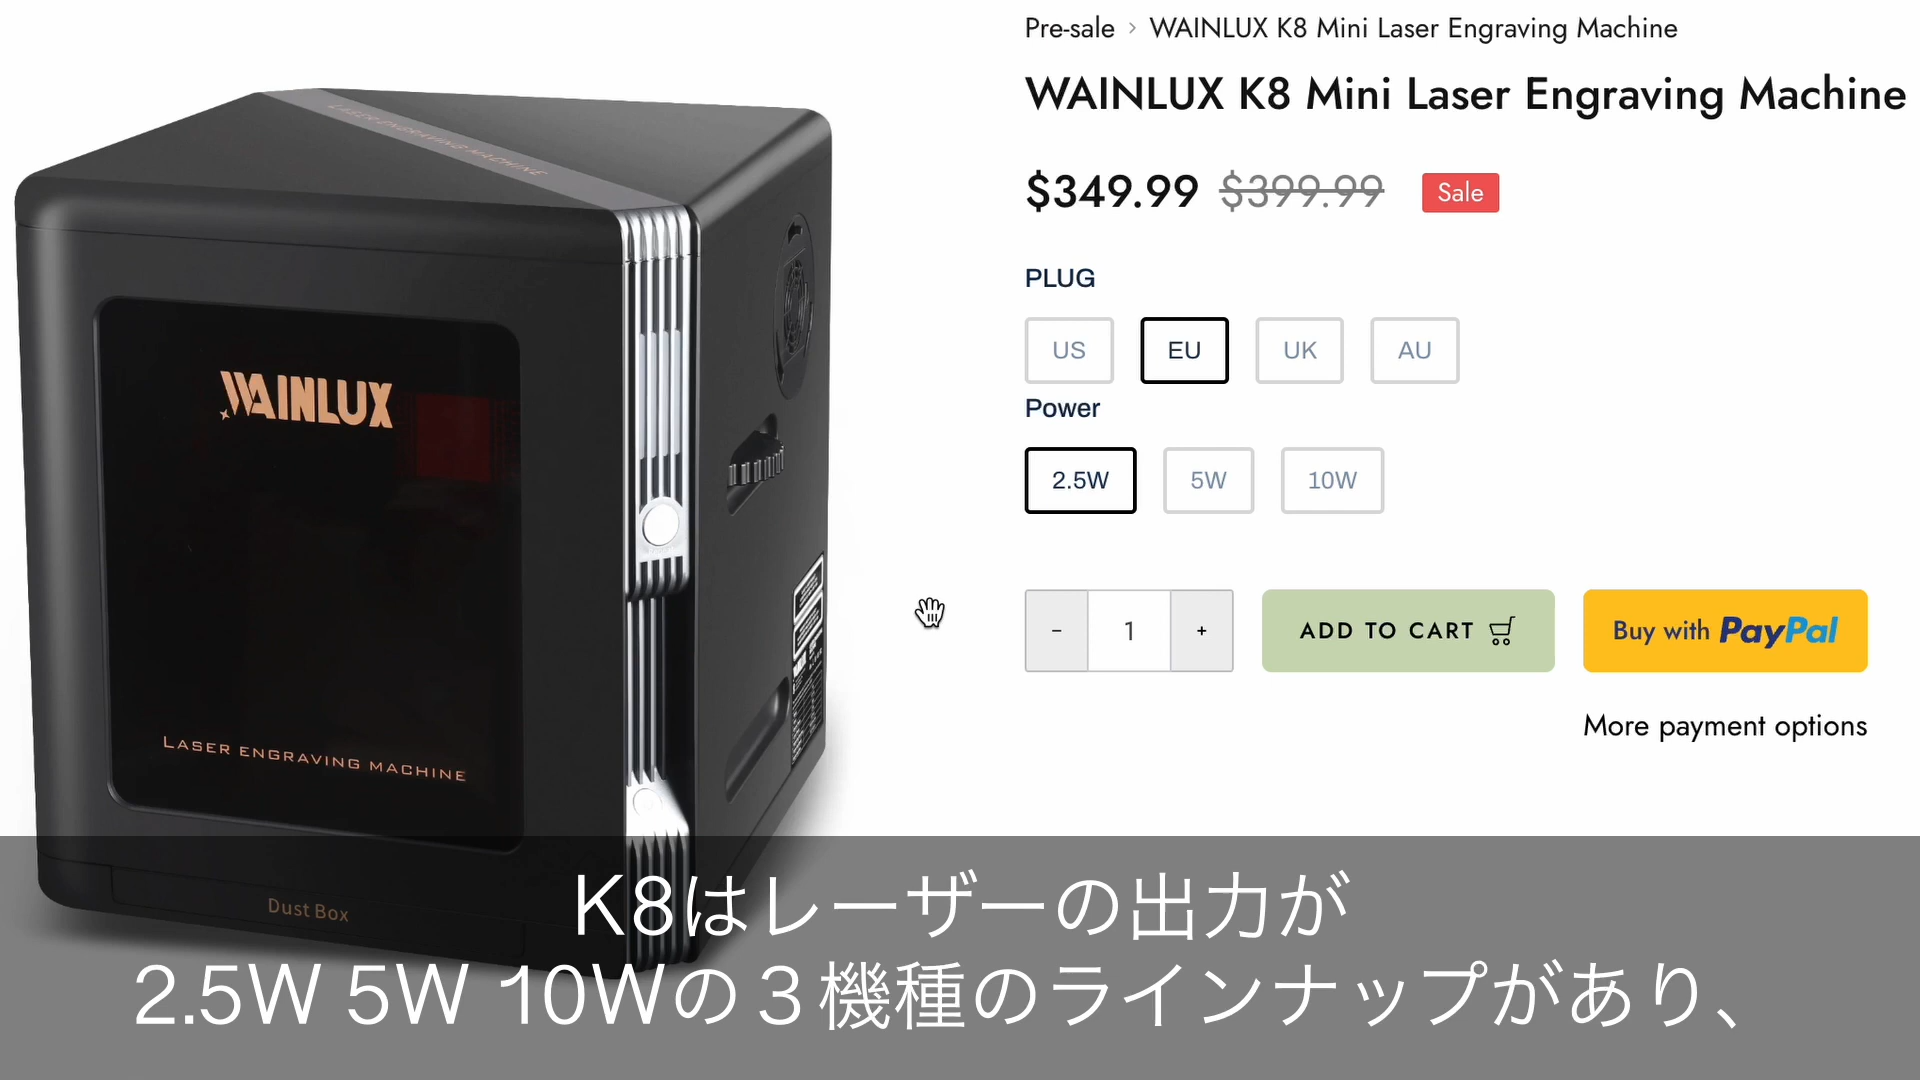 Pre-sale › WAINLUX K8 Mini Laser Engraving Machine
WAINLUX K8 Mini Laser Engraving Machine
$349.99 $399.99 Sale
PLUG
US EU UK AU
Power
2.5W 5W 10W
- 1 +
ADD TO CART
Buy with PayPal
More payment options
LASER ENGRAVING MACHINE
WAINLUX
LASER ENGRAVING MACHINE
Dust Box
K8はレーザーの出力が
2.5W 5W 10Wの３機種のラインナップがあり、